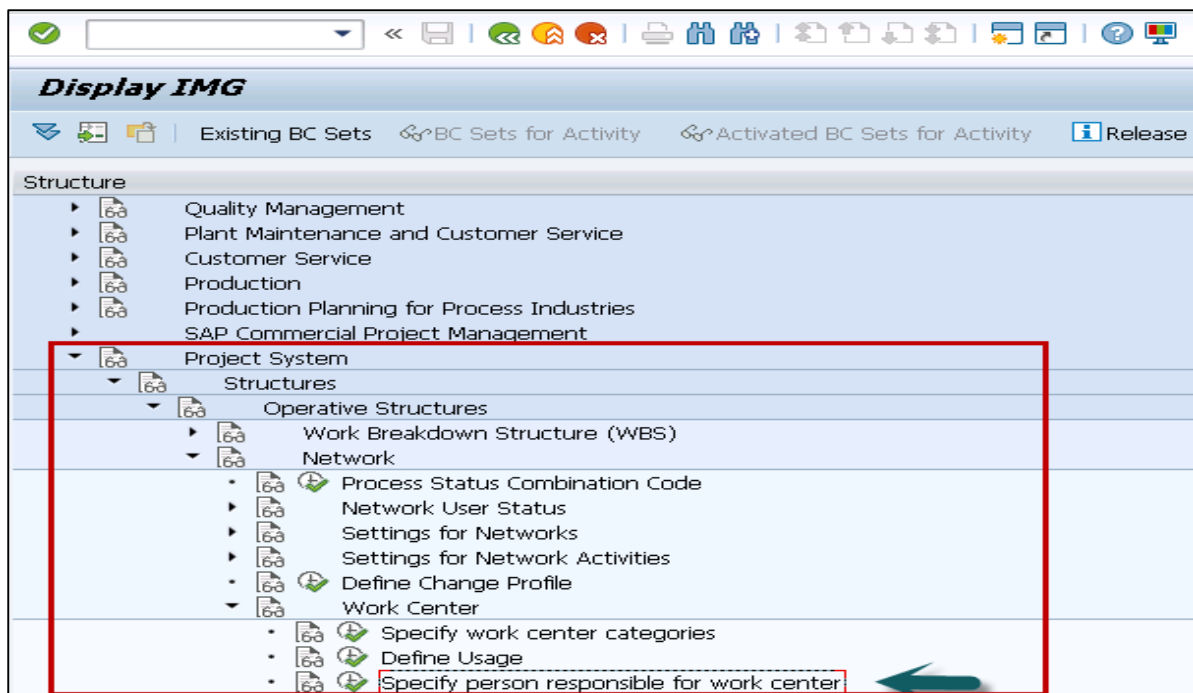 Display IMG
Existing BC Sets BC Sets for Activity Activated BC Sets for Activity Release
Structure
Quality Management
Plant Maintenance and Customer Service
Customer Service
Production
Production Planning for Process Industries
SAP Commercial Project Management
Project System
Structures
Operative Structures
Work Breakdown Structure (WBS)
Network
Process Status Combination Code
Network User Status
Settings for Networks
Settings for Network Activities
Define Change Profile
Work Center
Specify work center categories
Define Usage
Specify person responsible for work center